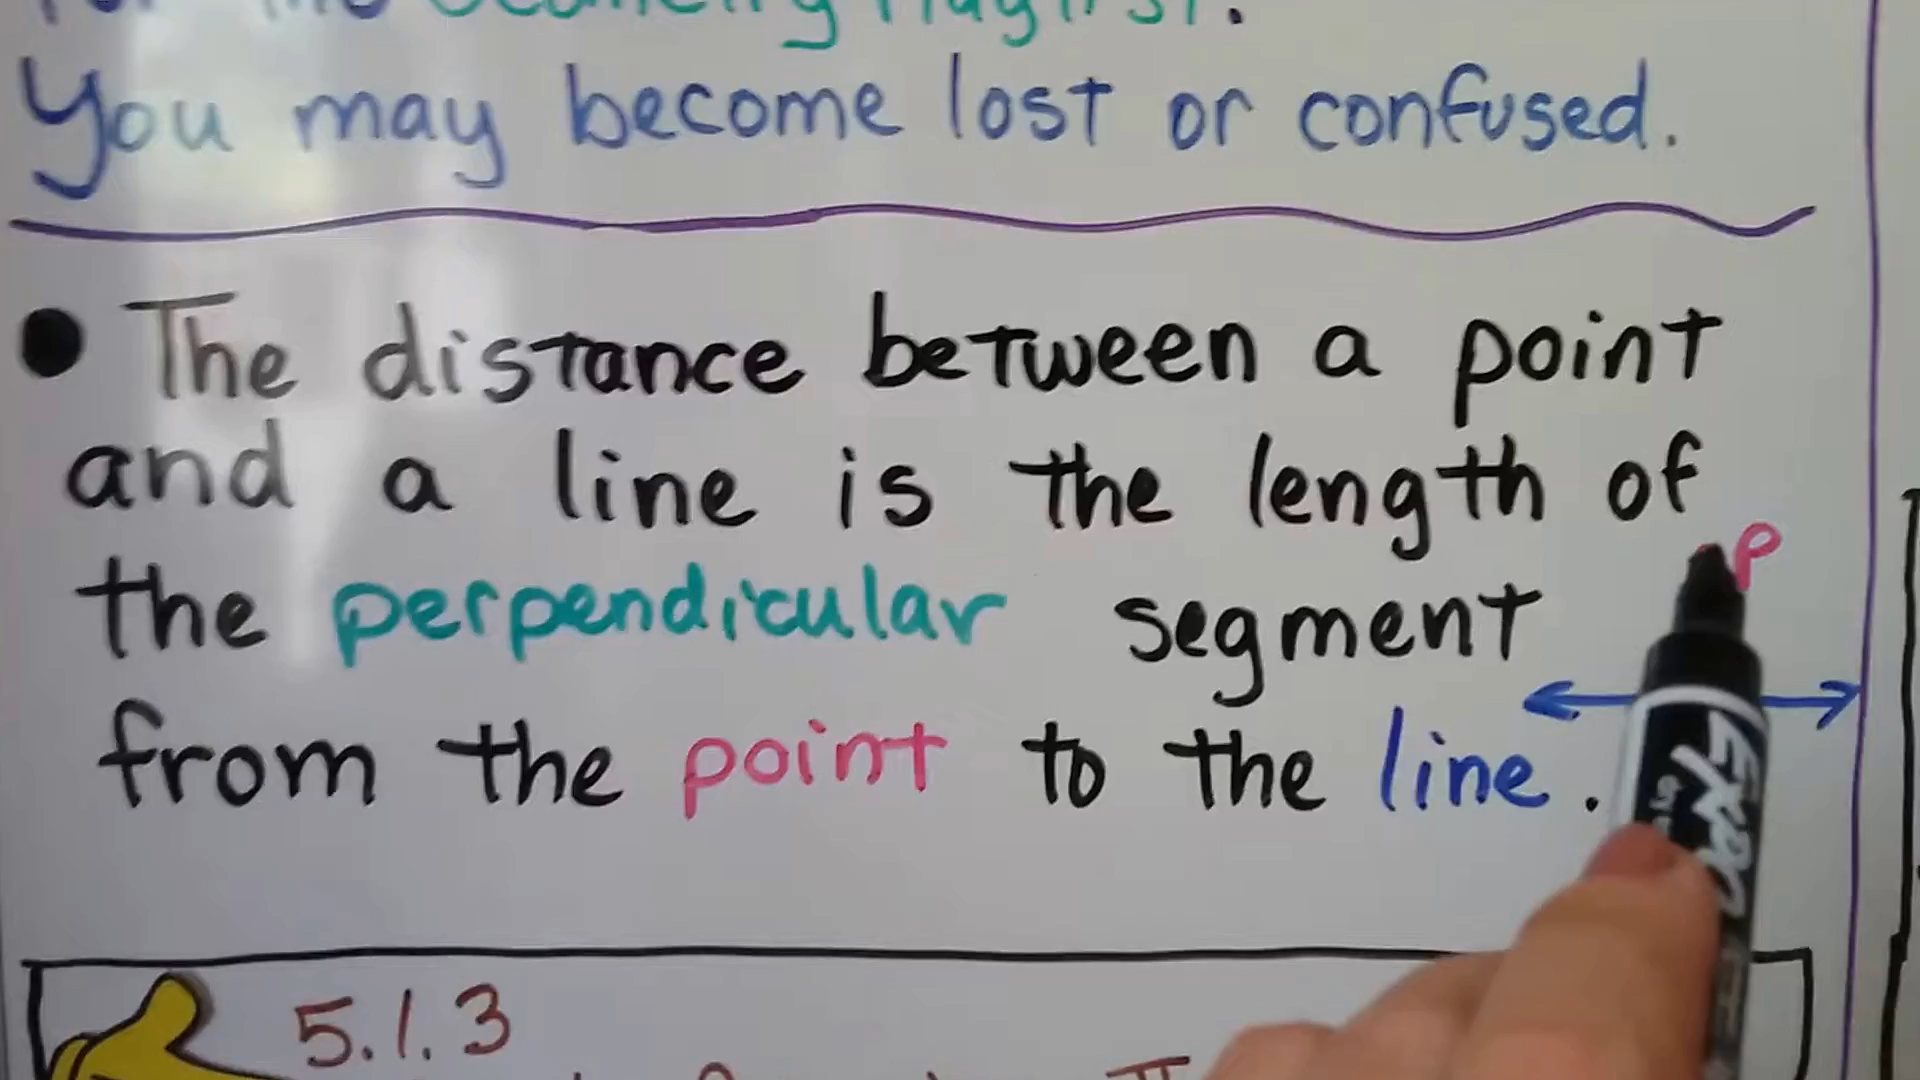 You may become lost or confused.
• The distance between a point
and a line is the length of
P
the perpendicular segment
from the point to the line.
EXPO
5.1.3